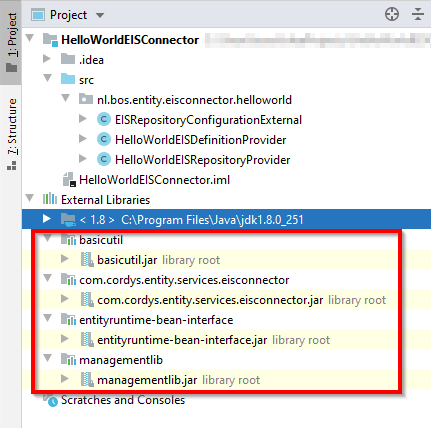 1: Project
7: Structure
Project
HelloWorldEISConnector
.idea
src
nl.bos.entity.eisconnector.helloworld
EISRepositoryConfigurationExternal
HelloWorldEISDefinitionProvider
HelloWorldEISRepositoryProvider
HelloWorldEISConnector.iml
External Libraries
< 1.8 > C:\Program Files\Java\jdk1.8.0_251
basicutil
basicutil.jar library root
com.cordys.entity.services.eisconnector
com.cordys.entity.services.eisconnector.jar library root
entityruntime-bean-interface
entityruntime-bean-interface.jar library root
managementlib
managementlib.jar library root
Scratches and Consoles